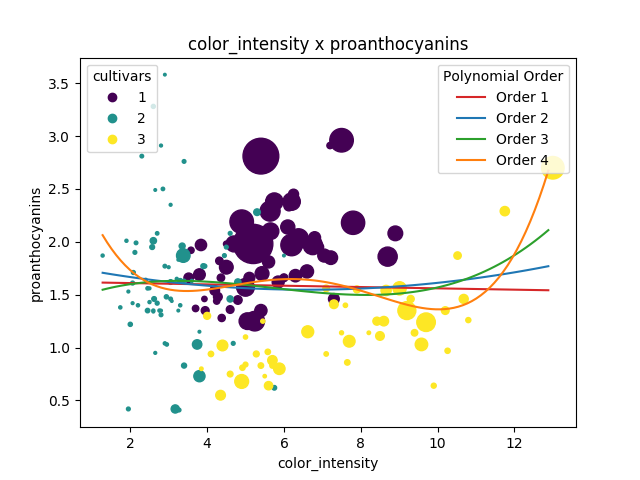 color_intensity x proanthocyanins
cultivars
1
2
3
Polynomial Order
Order 1
Order 2
Order 3
Order 4
3.5
3.0
2.5
2.0
1.5
1.0
0.5
proanthocyanins
2 4 6 8 10 12
color_intensity